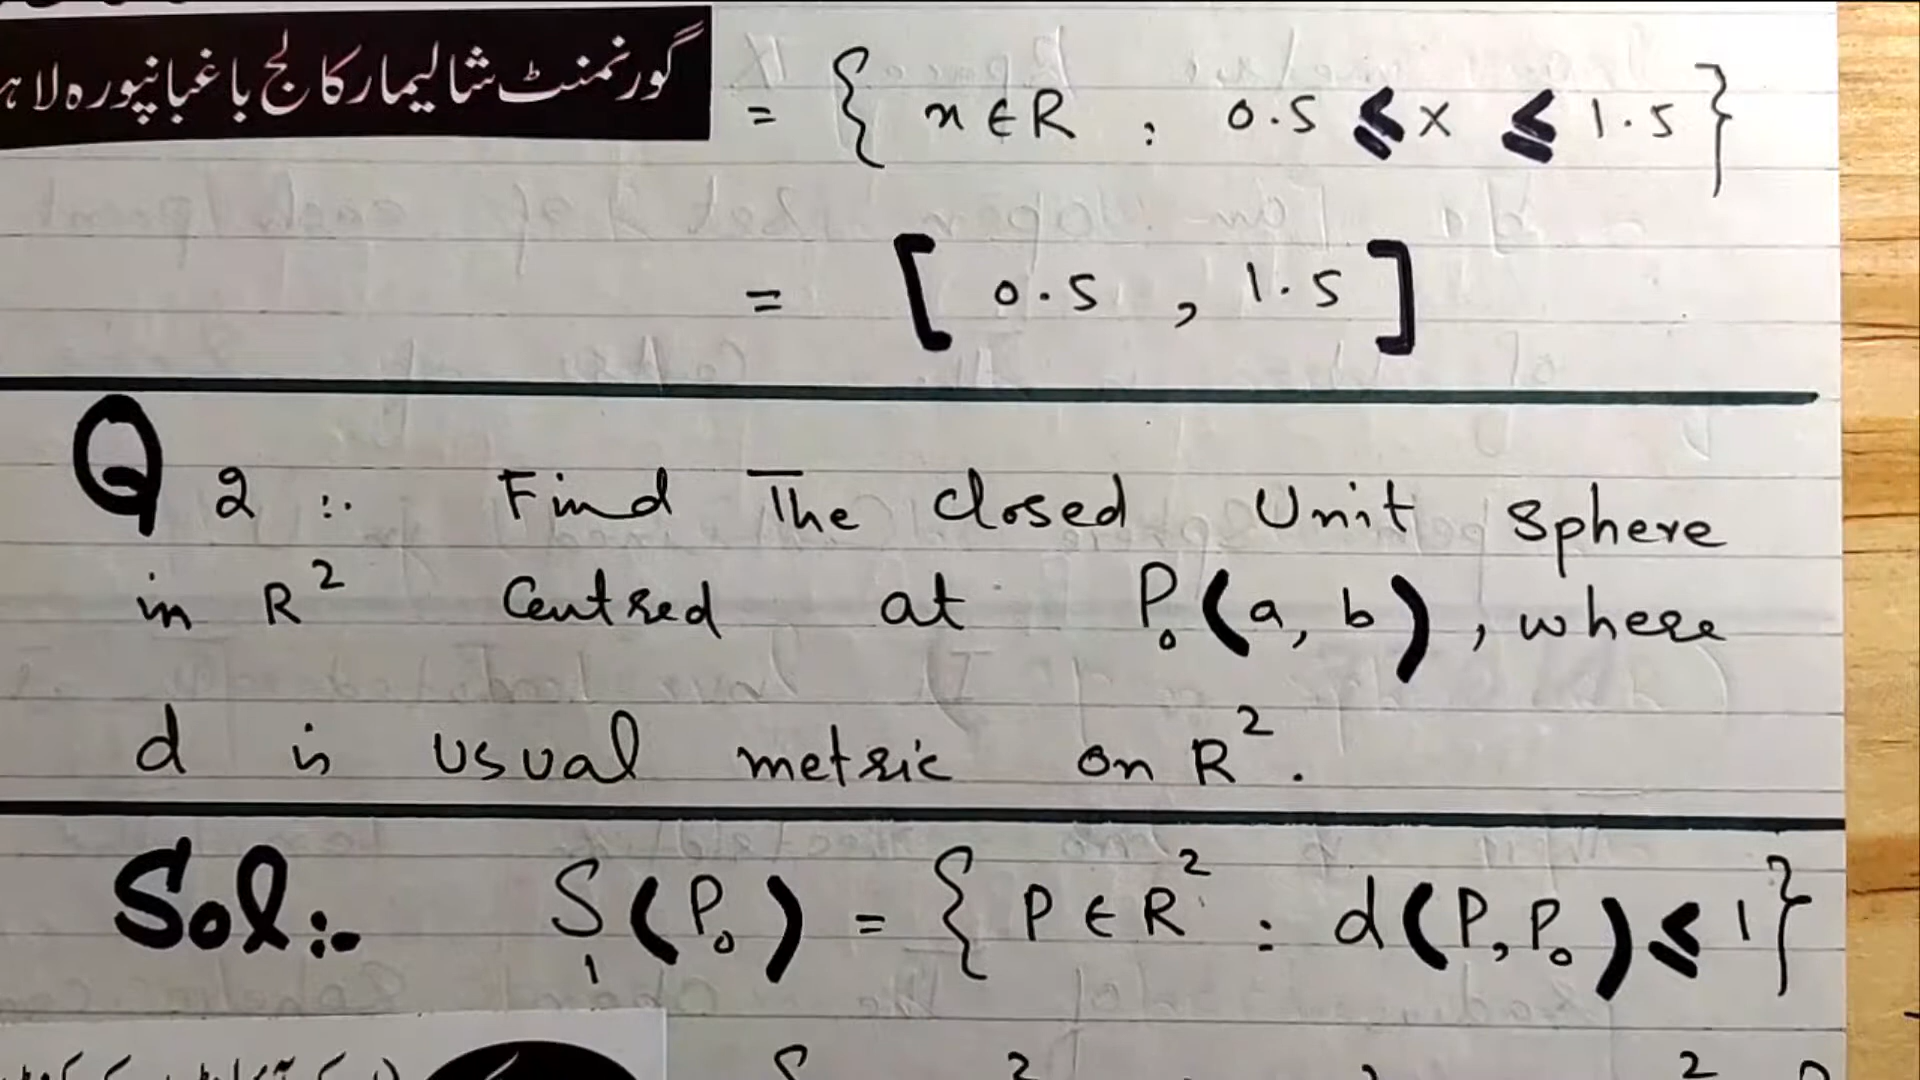 گورنمنٹ شالیمار کالج باغبانپورہ لا
= { x ∈ R : 0.5 ≤ x ≤ 1.5 }
= [ 0.5 , 1.5 ]
Q 2 :. Find The closed Unit sphere
in R² Centred at P₀(a, b), where
d is usual metric on R².
Sol:- S₁(P₀) = { P ∈ R² : d(P, P₀) ≤ 1 }